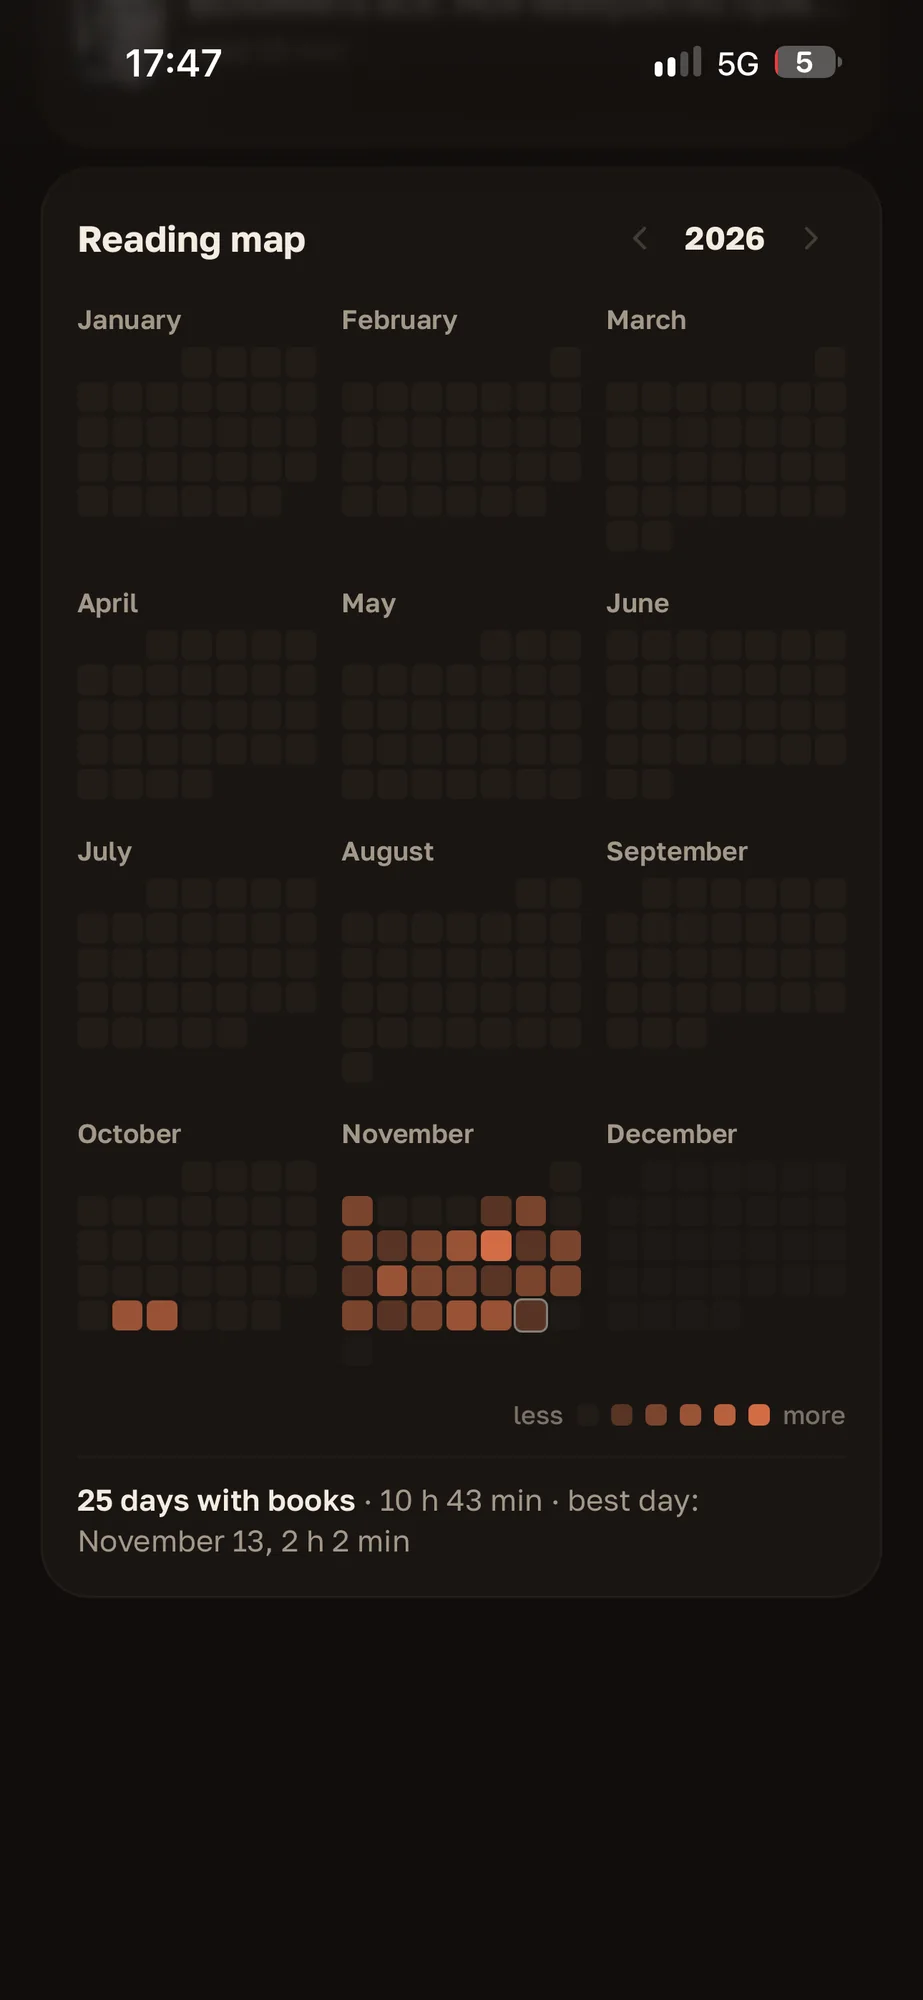 17:47
5G
5
Reading map
2026
January
February
March
April
May
June
July
August
September
October
November
December
less
more
25 days with books · 10 h 43 min · best day:
November 13, 2 h 2 min